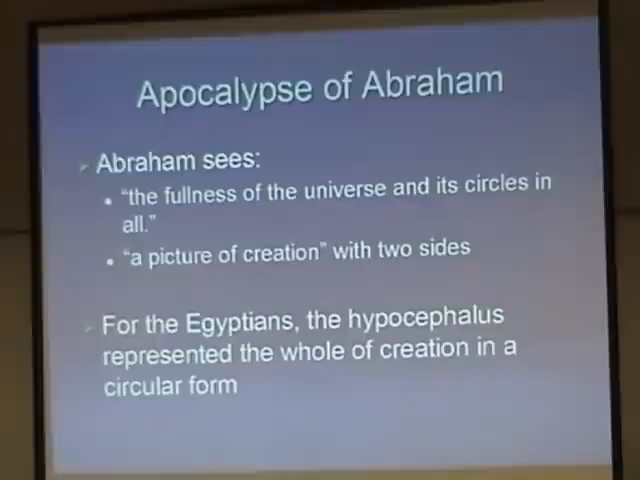 Apocalypse of Abraham
Abraham sees:
• “the fullness of the universe and its circles in
all.”
• “a picture of creation” with two sides
For the Egyptians, the hypocephalus
represented the whole of creation in a
circular form